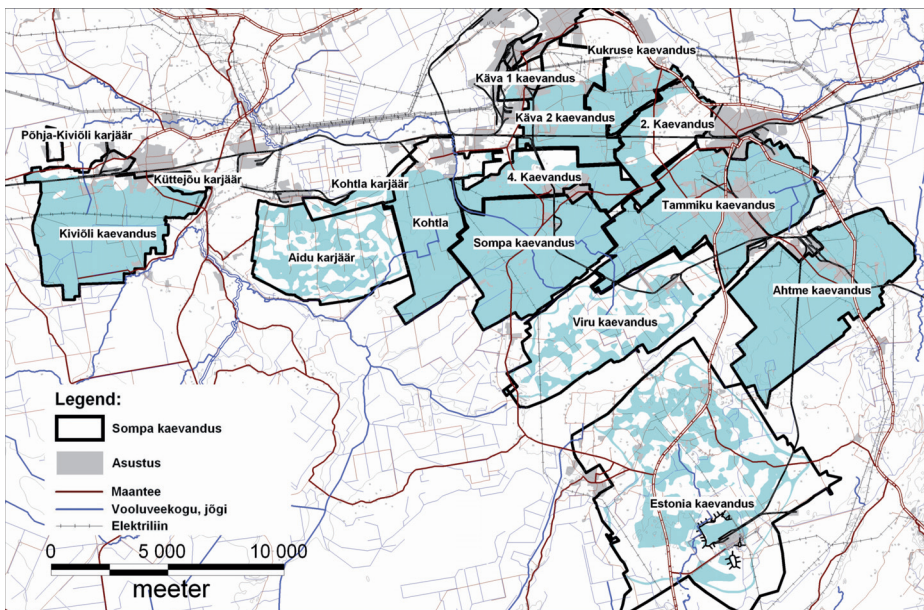 Kukruse kaevandus
Käva 1 kaevandus
Käva 2 kaevandus
2. Kaevandus
Põhja-Kiviõli karjäär
Küttejõu karjäär
Kohtla karjäär
4. Kaevandus
Tammiku kaevandus
Kiviõli kaevandus
Kohtla
Sompa kaevandus
Aidu karjäär
Ahtme kaevandus
Viru kaevandus
Estonia kaevandus
Legend:
Sompa kaevandus
Asustus
Maantee
Vooluveekogu, jõgi
Elektriliin
0 5 000 10 000
meeter